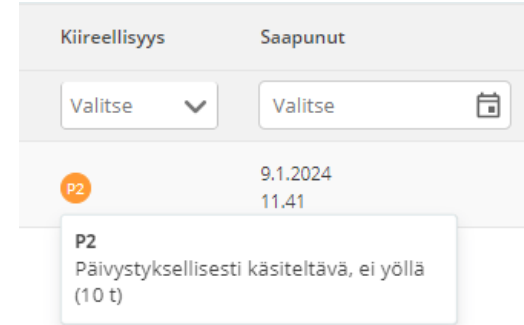 Kiireellisyys Saapunut
Valitse Valitse
P2 9.1.2024
11.41
P2
Päivystyksellisesti käsiteltävä, ei yöllä
(10 t)